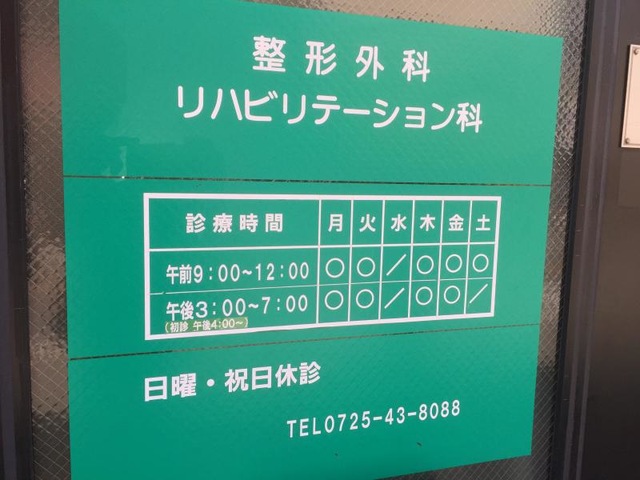 整形外科
リハビリテーション科
診療時間 月 火 水 木 金 土
午前9:00~12:00 ○ ○ / ○ ○ ○
午後3:00~7:00 ○ ○ / ○ ○ /
(初診 午後4:00~)
日曜・祝日休診
TEL0725-43-8088